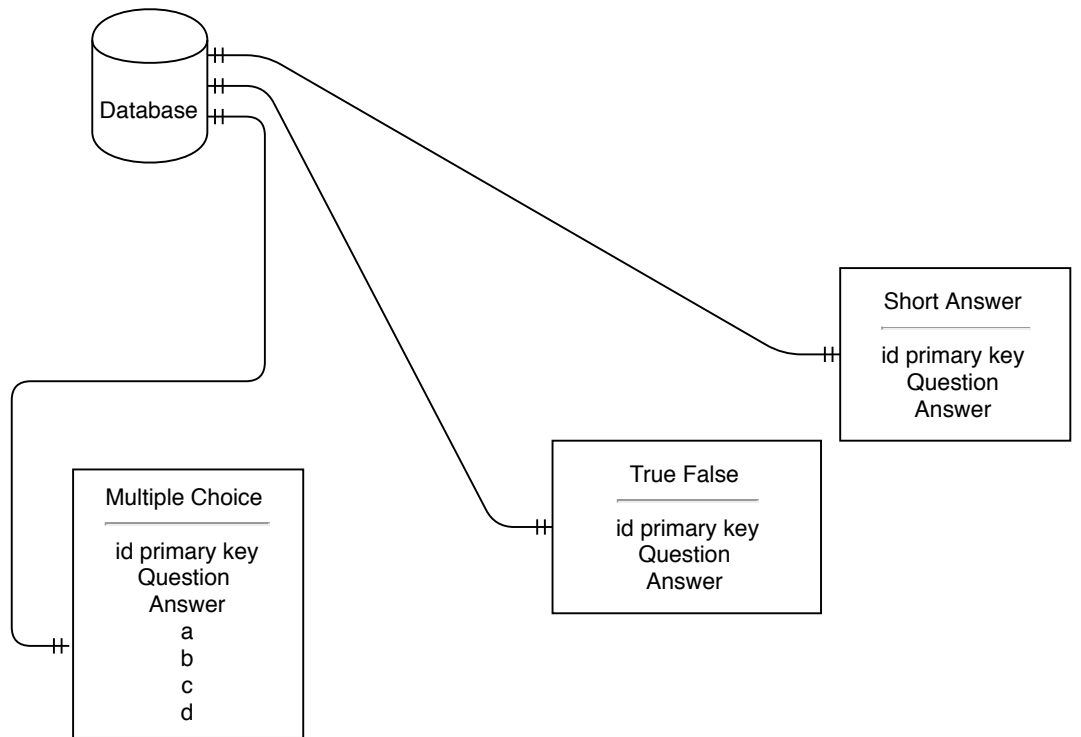 Database
Short Answer
id primary key
Question
Answer
True False
id primary key
Question
Answer
Multiple Choice
id primary key
Question
Answer
a
b
c
d